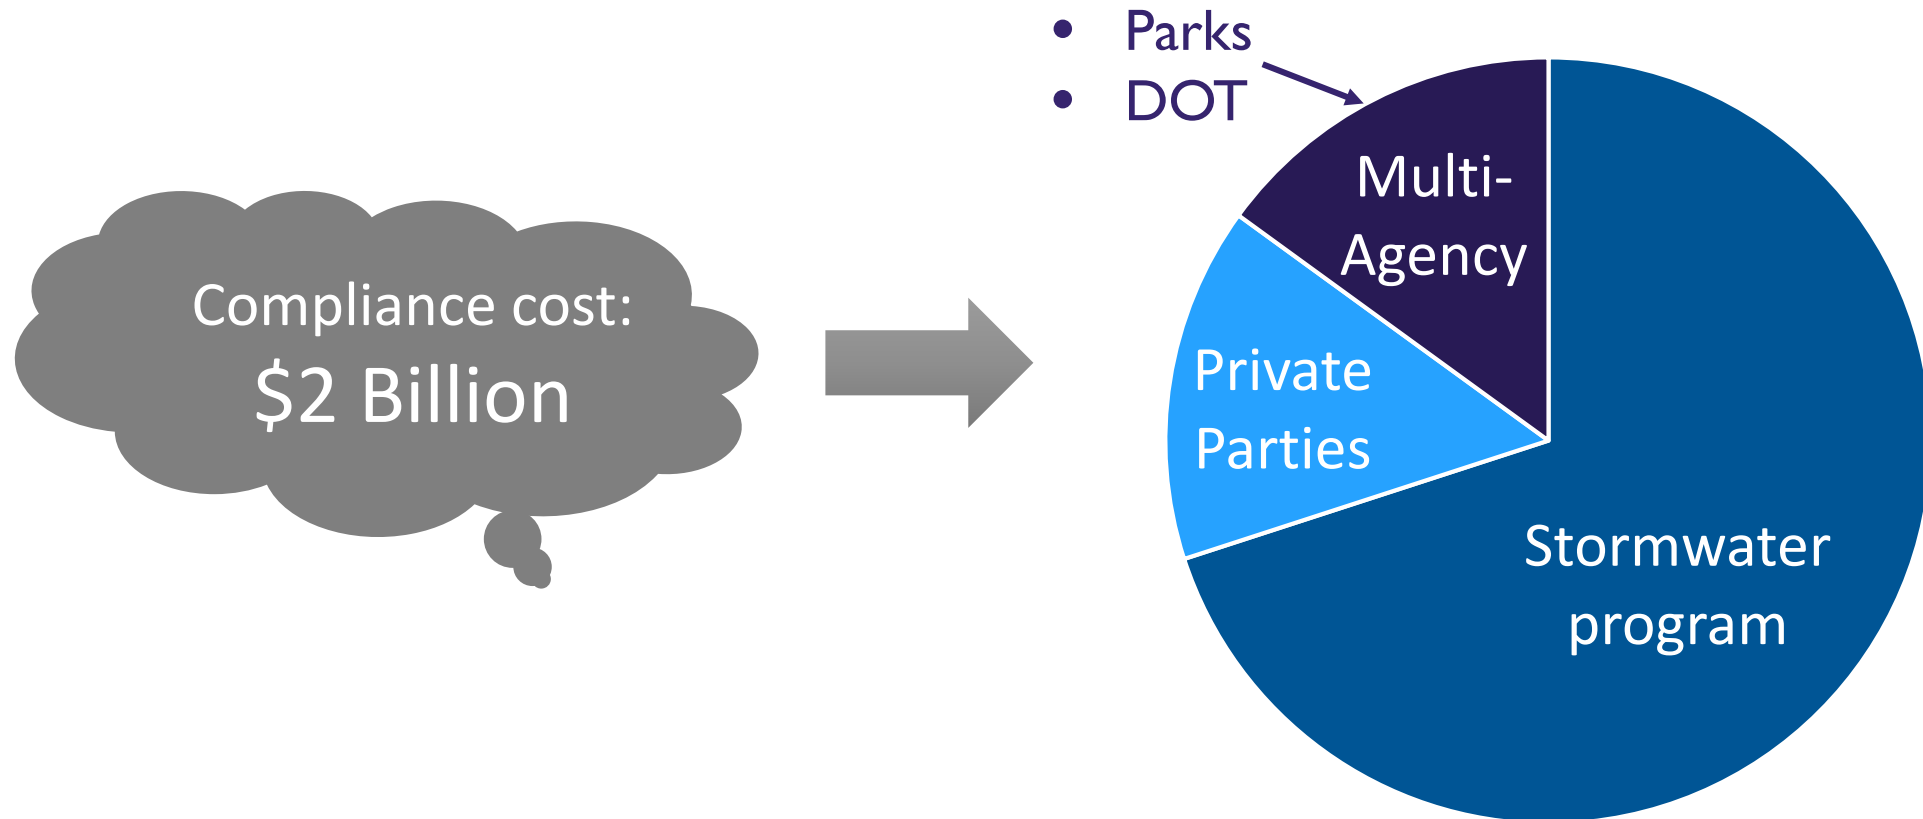 • Parks
• DOT
Compliance cost:
$2 Billion
Multi-
Agency
Private
Parties
Stormwater
program